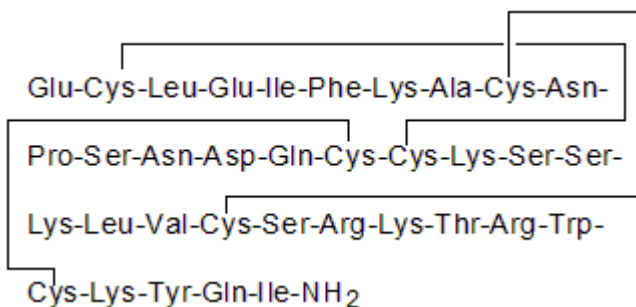 Glu-Cys-Leu-Glu-Ile-Phe-Lys-Ala-Cys-Asn-
Pro-Ser-Asn-Asp-Gln-Cys-Cys-Lys-Ser-Ser-
Lys-Leu-Val-Cys-Ser-Arg-Lys-Thr-Arg-Trp-
Cys-Lys-Tyr-Gln-Ile-NH2